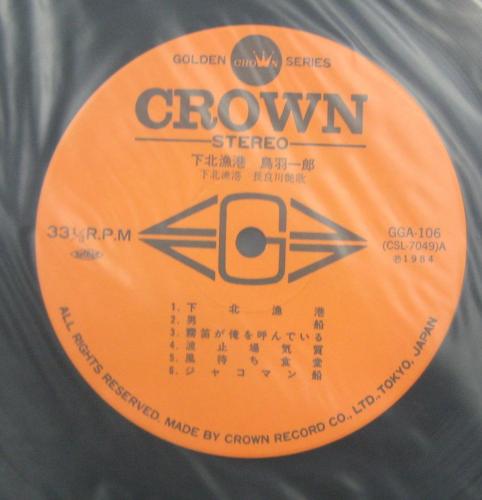 GOLDEN CROWN SERIES
CROWN
STEREO
下北漁港 鳥羽一郎
下北漁港 長良川艶歌
33⅓R.P.M
GGA-106
(CSL-7049)A
Ⓟ1984
G
1. 下北漁港
2. 男船
3. 霧笛が俺を呼んでいる
4. 波止場気質
5. 風待ち食堂
6. ジャコマン船
ALL RIGHTS RESERVED. MADE BY CROWN RECORD CO., LTD., TOKYO, JAPAN